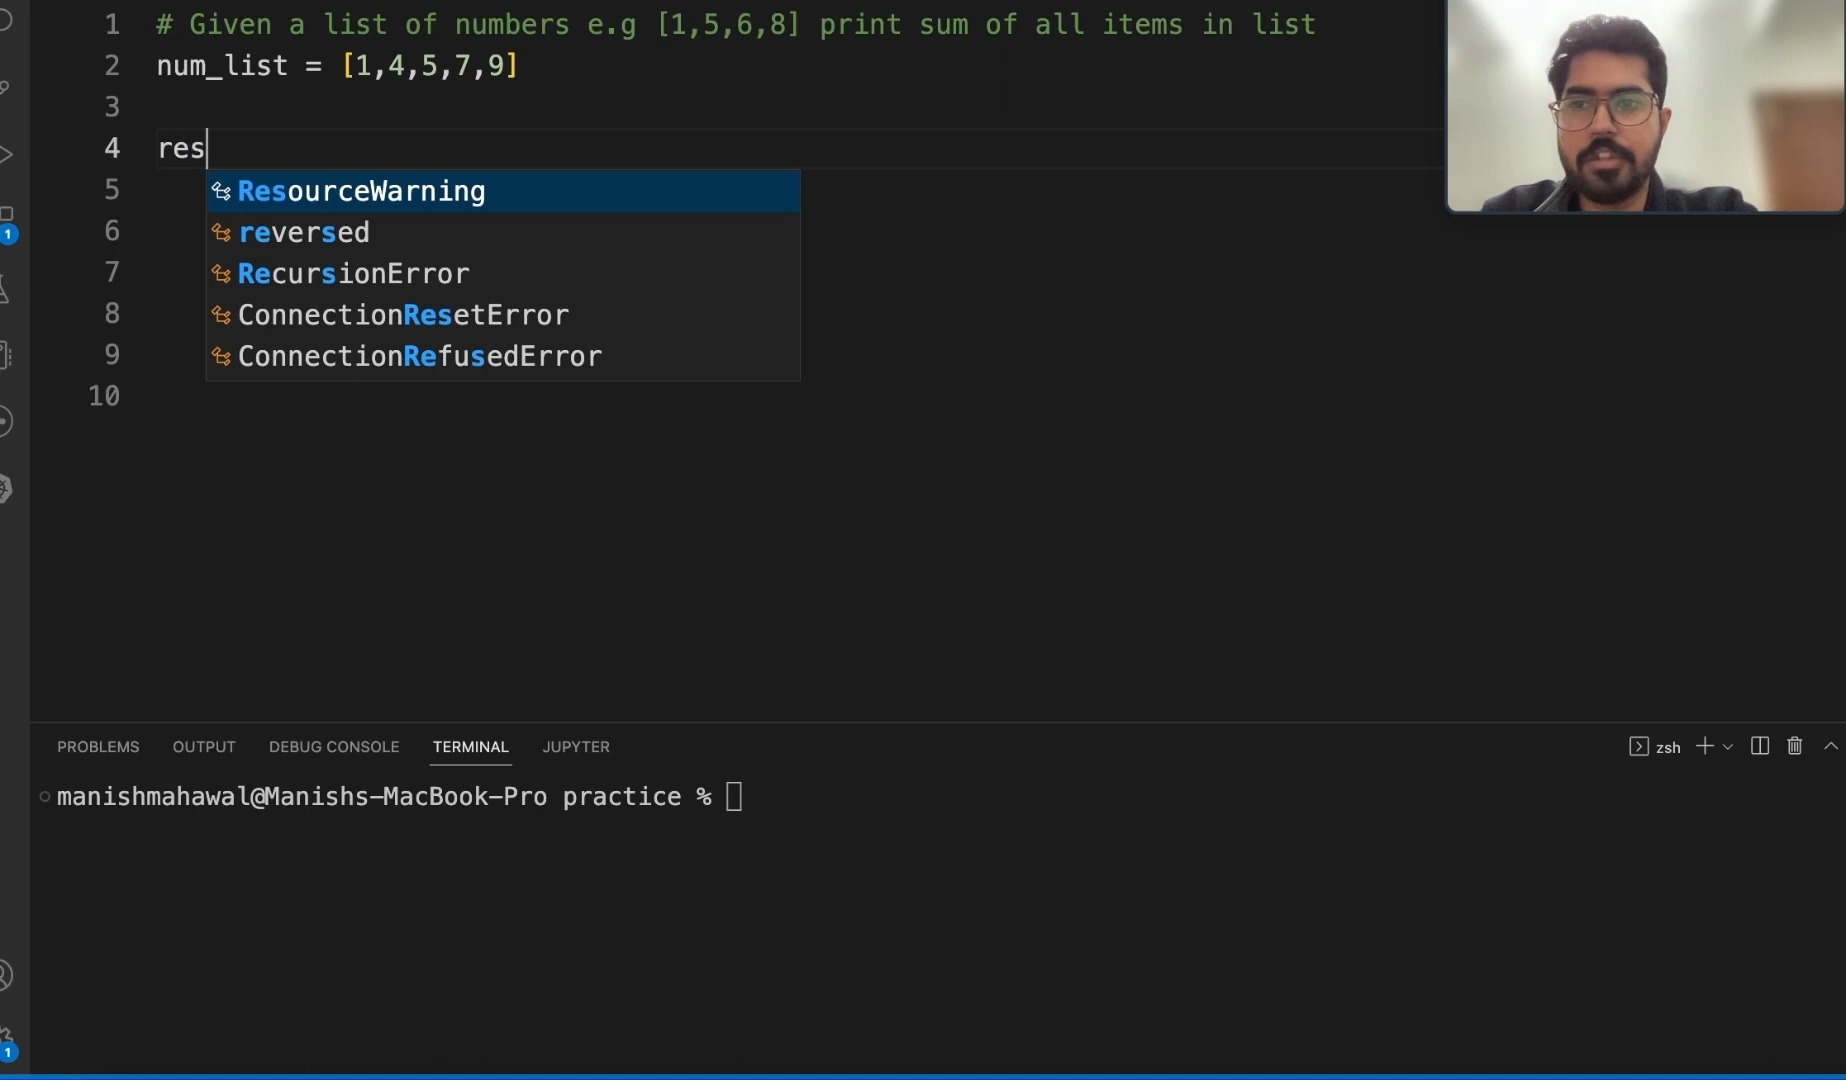 1 # Given a list of numbers e.g [1,5,6,8] print sum of all items in list
2 num_list = [1,4,5,7,9]
3
4 res
5 ResourceWarning
6 reversed
7 RecursionError
8 ConnectionResetError
9 ConnectionRefusedError
10
1
PROBLEMS OUTPUT DEBUG CONSOLE TERMINAL JUPYTER zsh
manishmahawal@Manishs-MacBook-Pro practice %
1